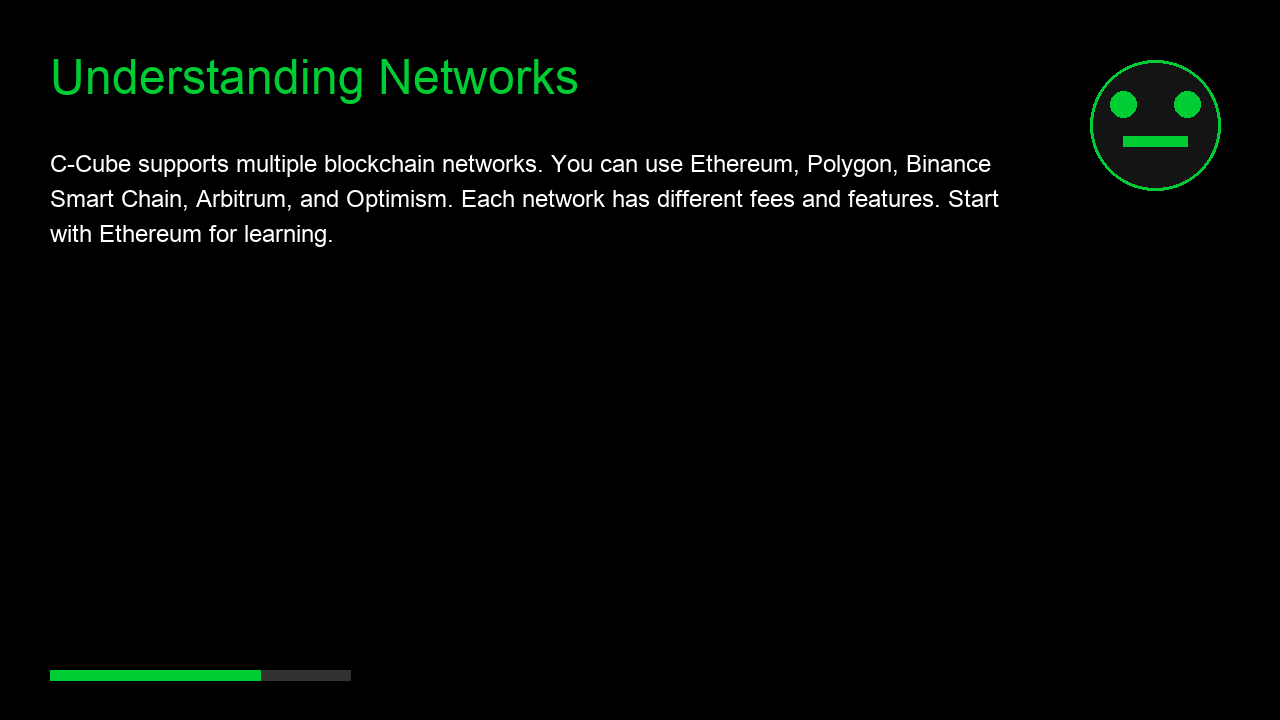 Understanding Networks
C-Cube supports multiple blockchain networks. You can use Ethereum, Polygon, Binance
Smart Chain, Arbitrum, and Optimism. Each network has different fees and features. Start
with Ethereum for learning.